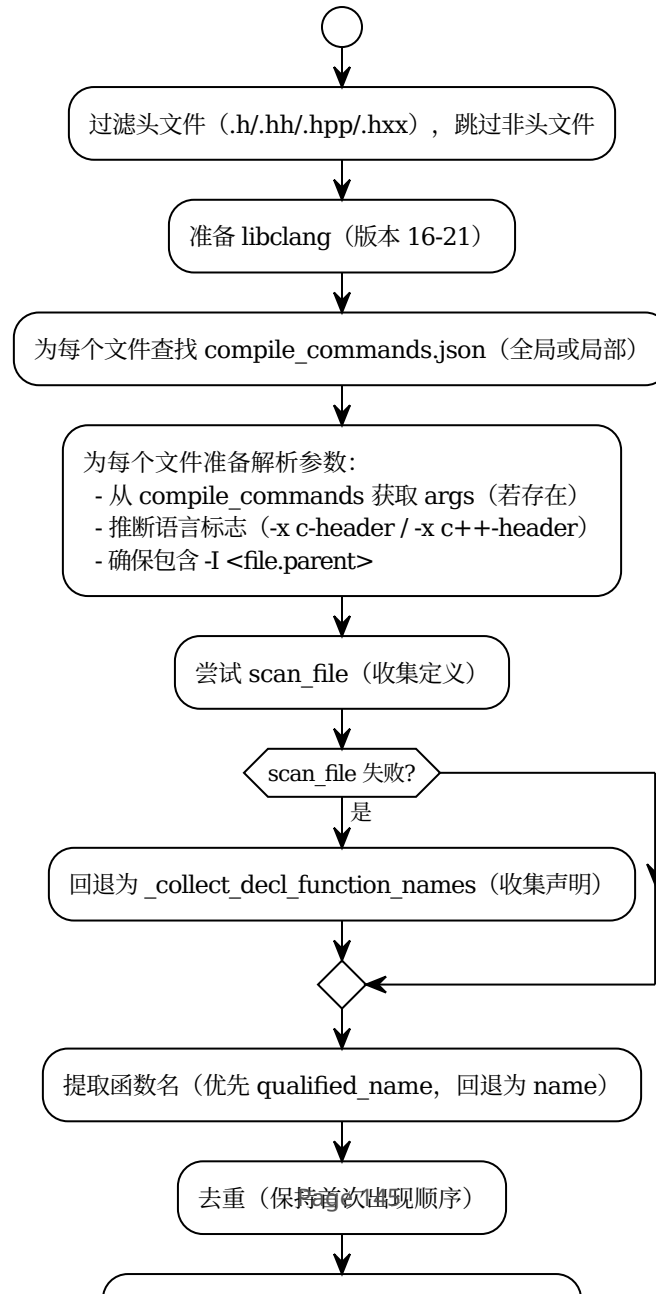 过滤头文件（.h/.hh/.hpp/.hxx），跳过非头文件
准备 libclang（版本 16-21）
为每个文件查找 compile_commands.json（全局或局部）
为每个文件准备解析参数：
- 从 compile_commands 获取 args（若存在）
- 推断语言标志（-x c-header / -x c++-header）
- 确保包含 -I <file.parent>
尝试 scan_file（收集定义）
scan_file 失败?
是
回退为 _collect_decl_function_names（收集声明）
提取函数名（优先 qualified_name，回退为 name）
去重（保持首次出现顺序）
Page 145